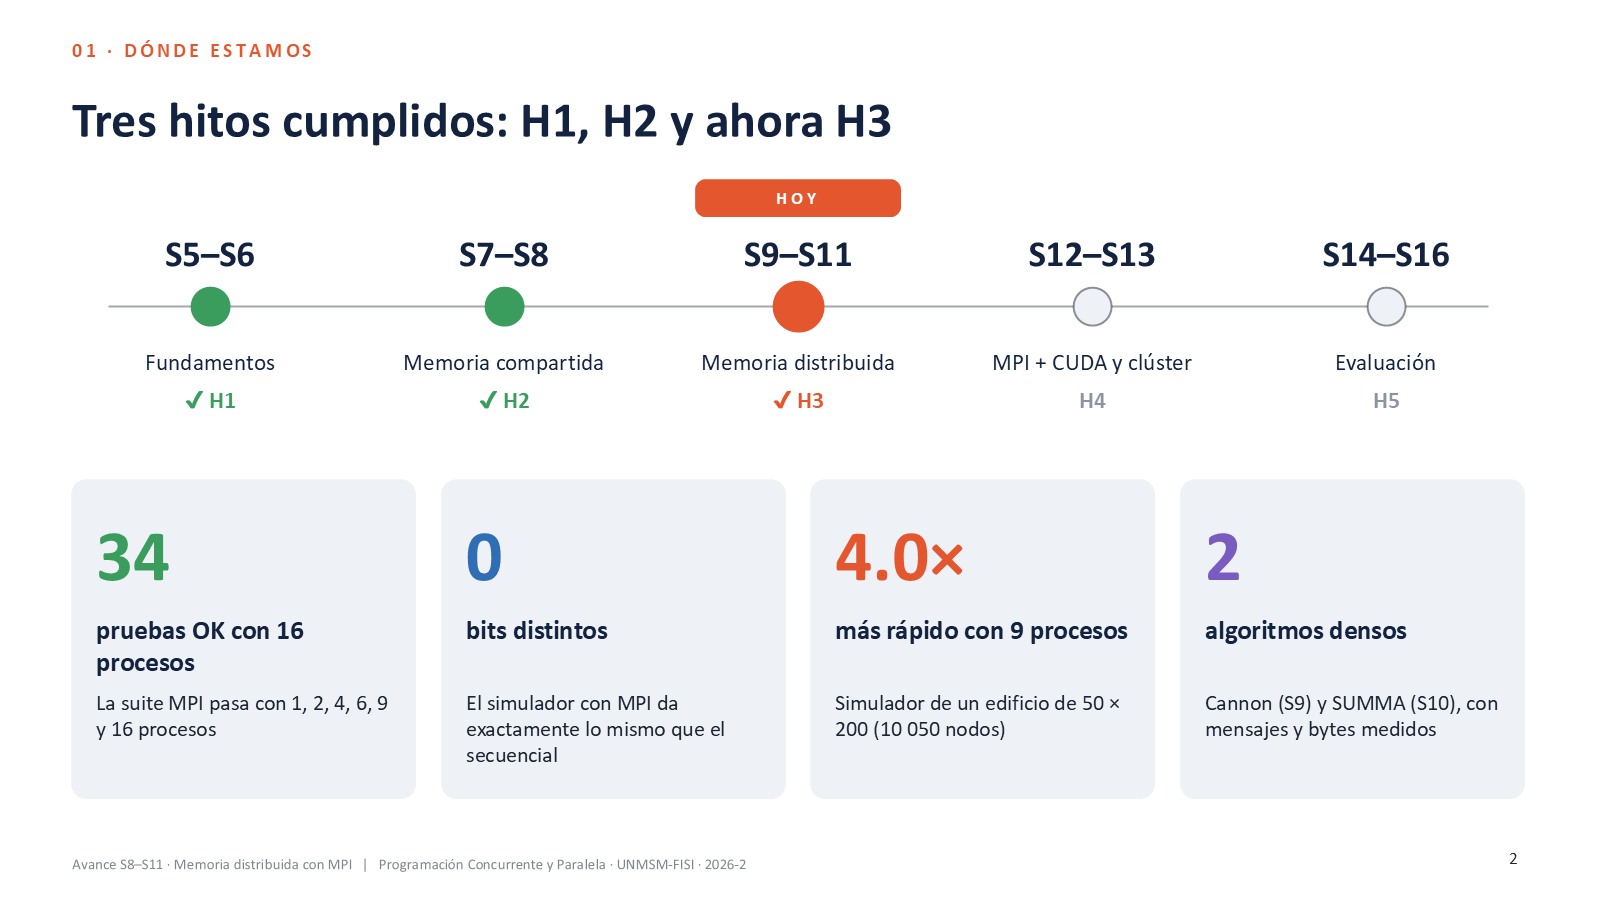 01 · DÓNDE ESTAMOS
Tres hitos cumplidos: H1, H2 y ahora H3
HOY
S5–S6
S7–S8
S9–S11
S12–S13
S14–S16
Fundamentos
Memoria compartida
Memoria distribuida
MPI + CUDA y clúster
Evaluación
✔ H1
✔ H2
✔ H3
H4
H5
34
pruebas OK con 16
procesos
La suite MPI pasa con 1, 2, 4, 6, 9
y 16 procesos
0
bits distintos
El simulador con MPI da
exactamente lo mismo que el
secuencial
4.0×
más rápido con 9 procesos
Simulador de un edificio de 50 ×
200 (10 050 nodos)
2
algoritmos densos
Cannon (S9) y SUMMA (S10), con
mensajes y bytes medidos
Avance S8–S11 · Memoria distribuida con MPI | Programación Concurrente y Paralela · UNMSM-FISI · 2026-2
2